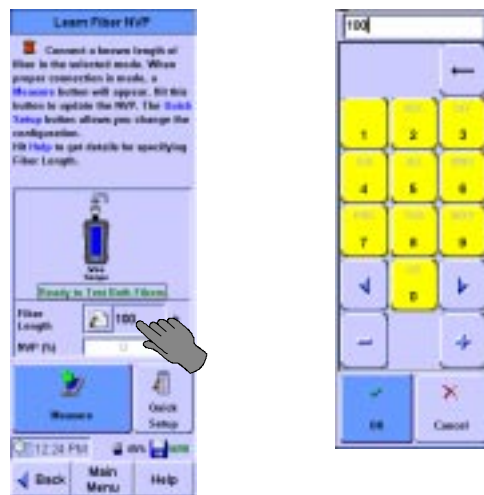 Learn Fiber NVP
Connect a known length of
fiber in the selected mode. When
proper connection is made, a
Measure button will appear. Hit this
button to update the NVP. The Quick
Setup button allows you change the
configuration.
Hit Help to get details for specifying
Fiber Length.
Ready to Test Both Fibers
Fiber
Length
100
NVP (%)
Measure
Quick
Setup
12:24 PM
Back
Main
Menu
Help
100
1
2
3
4
5
6
7
8
9
0
-
+
OK
Cancel